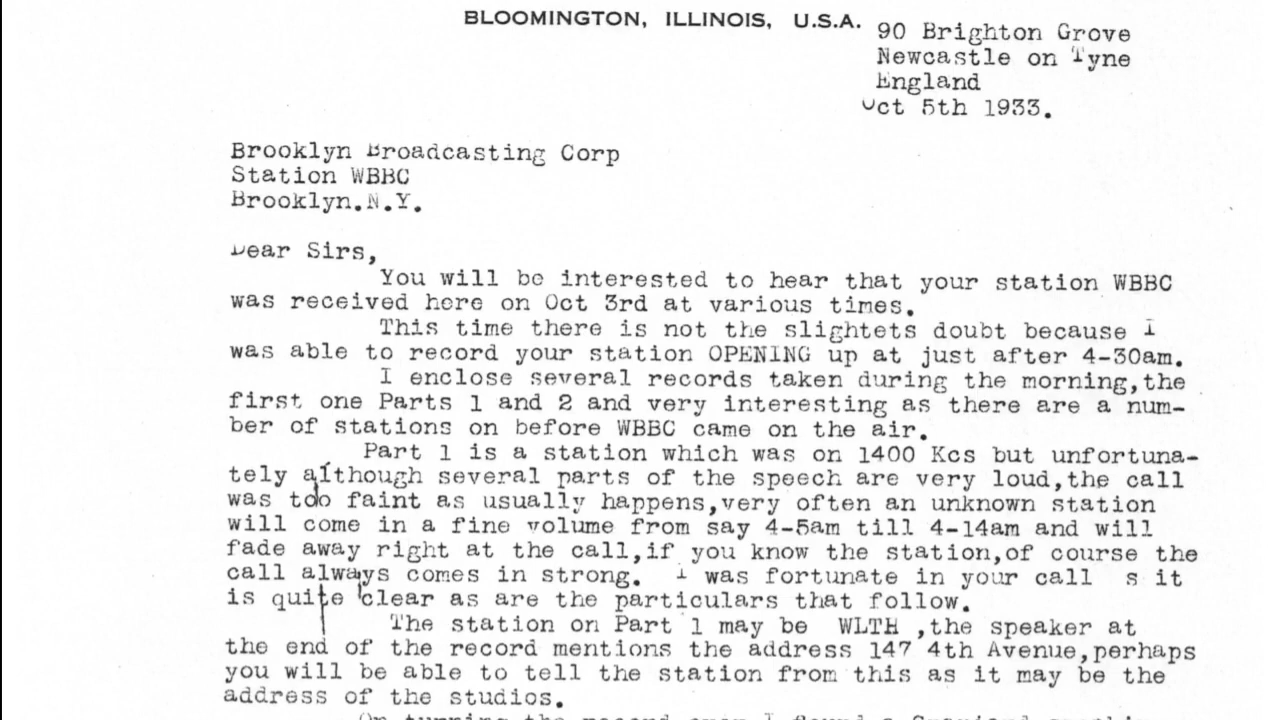 BLOOMINGTON, ILLINOIS, U.S.A.
90 Brighton Grove
Newcastle on Tyne
England
Oct 5th 1933.
Brooklyn Broadcasting Corp
Station WBBC
Brooklyn.N.Y.
Dear Sirs,
You will be interested to hear that your station WBBC
was received here on Oct 3rd at various times.
This time there is not the slightets doubt because I
was able to record your station OPENING up at just after 4-30am.
I enclose several records taken during the morning,the
first one Parts 1 and 2 and very interesting as there are a num-
ber of stations on before WBBC came on the air.
Part 1 is a station which was on 1400 Kcs but unfortuna-
tely although several parts of the speech are very loud,the call
was too faint as usually happens,very often an unknown station
will come in a fine volume from say 4-5am till 4-14am and will
fade away right at the call,if you know the station,of course the
call always comes in strong. I was fortunate in your call s it
is quite clear as are the particulars that follow.
The station on Part 1 may be WLTH ,the speaker at
the end of the record mentions the address 147 4th Avenue,perhaps
you will be able to tell the station from this as it may be the
address of the studios.
On turning the record over I found a